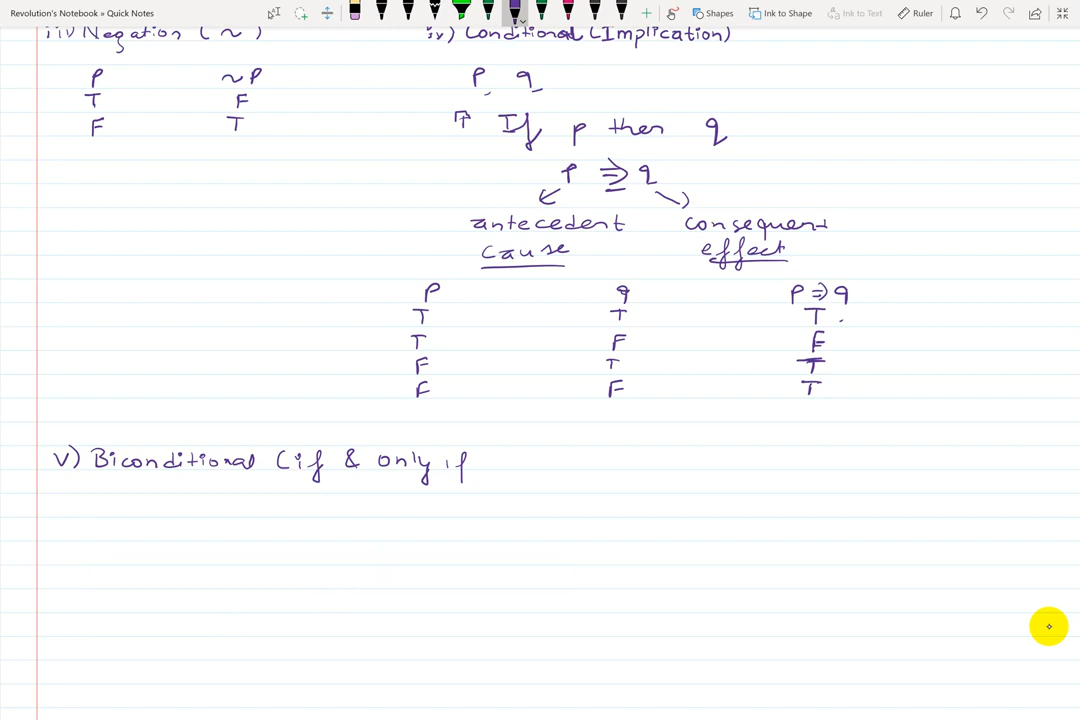 Revolution's Notebook » Quick Notes
Shapes
Ink to Shape
Ink to Text
Ruler
iii) Negation (~)
iv) Conditional (Implication)
P ~P
T F
F T
P q
If p then q
P ⇒ q
antecedent consequent
cause effect
P q P ⇒ q
T T T
T F F
F T T
F F T
V) Biconditional (if & only if